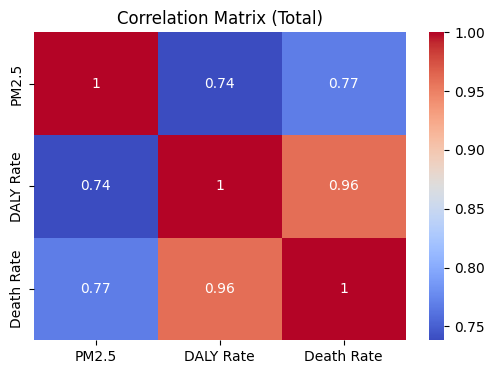 Correlation Matrix (Total)
PM2.5
1
0.74
0.77
DALY Rate
0.74
1
0.96
Death Rate
0.77
0.96
1
PM2.5
DALY Rate
Death Rate
1.00
0.95
0.90
0.85
0.80
0.75